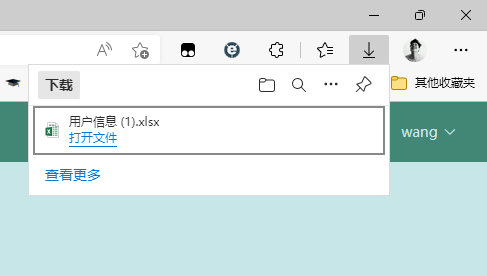 其他收藏夹
下载
用户信息 (1).xlsx
打开文件
查看更多
wang